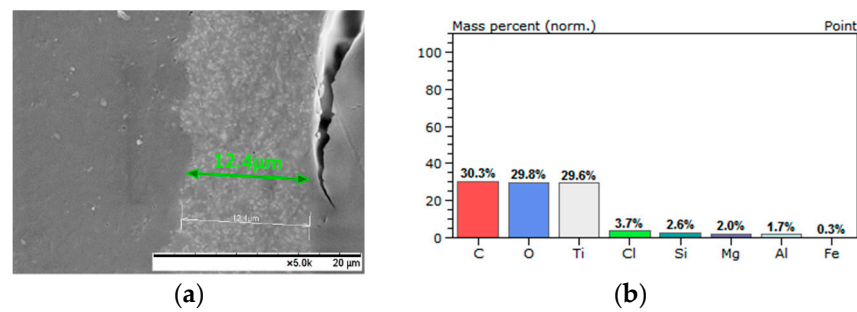 12.4µm
12.4µm
×5.0k 20 µm
(a)
Mass percent (norm.) Point
100
80
60
40
20
0
30.3% 29.8% 29.6% 3.7% 2.6% 2.0% 1.7% 0.3%
C O Ti Cl Si Mg Al Fe
(b)